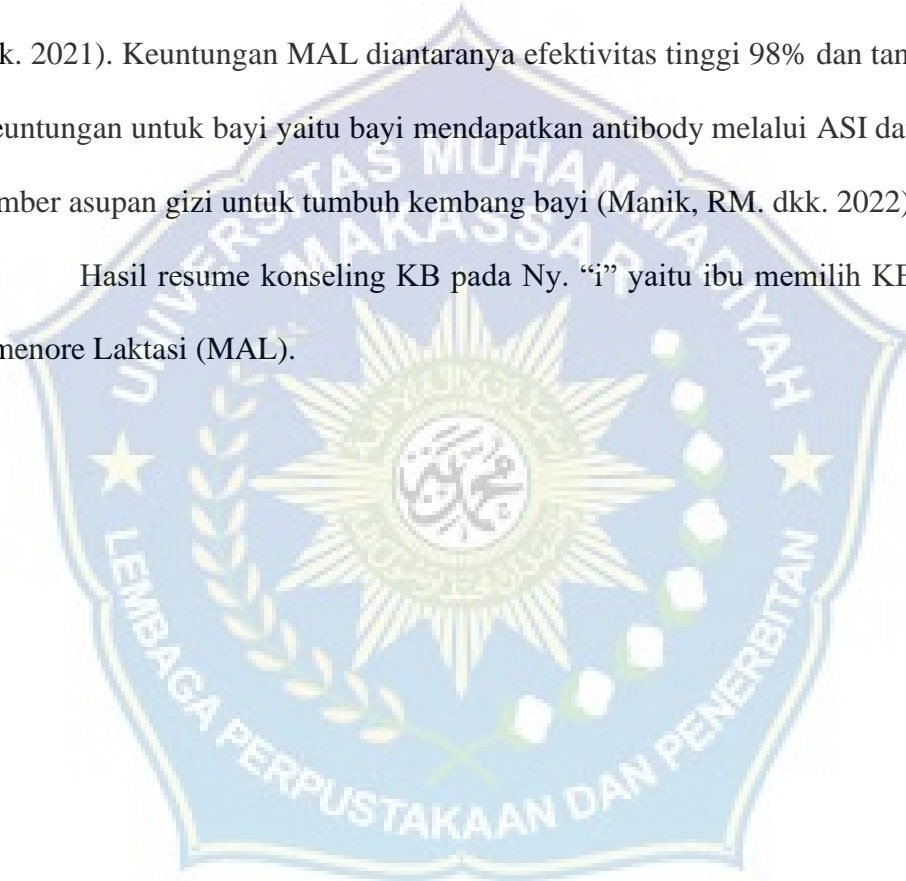 k. 2021). Keuntungan MAL diantaranya efektivitas tinggi 98% dan tan
euntungan untuk bayi yaitu bayi mendapatkan antibody melalui ASI da
mber asupan gizi untuk tumbuh kembang bayi (Manik, RM. dkk. 2022)
Hasil resume konseling KB pada Ny. “i” yaitu ibu memilih KB
menore Laktasi (MAL).
UNIVERSITAS MUHAMMADIYAH
MAKASSAR
LEMBAGA PERPUSTAKAAN DAN PENERBITAN